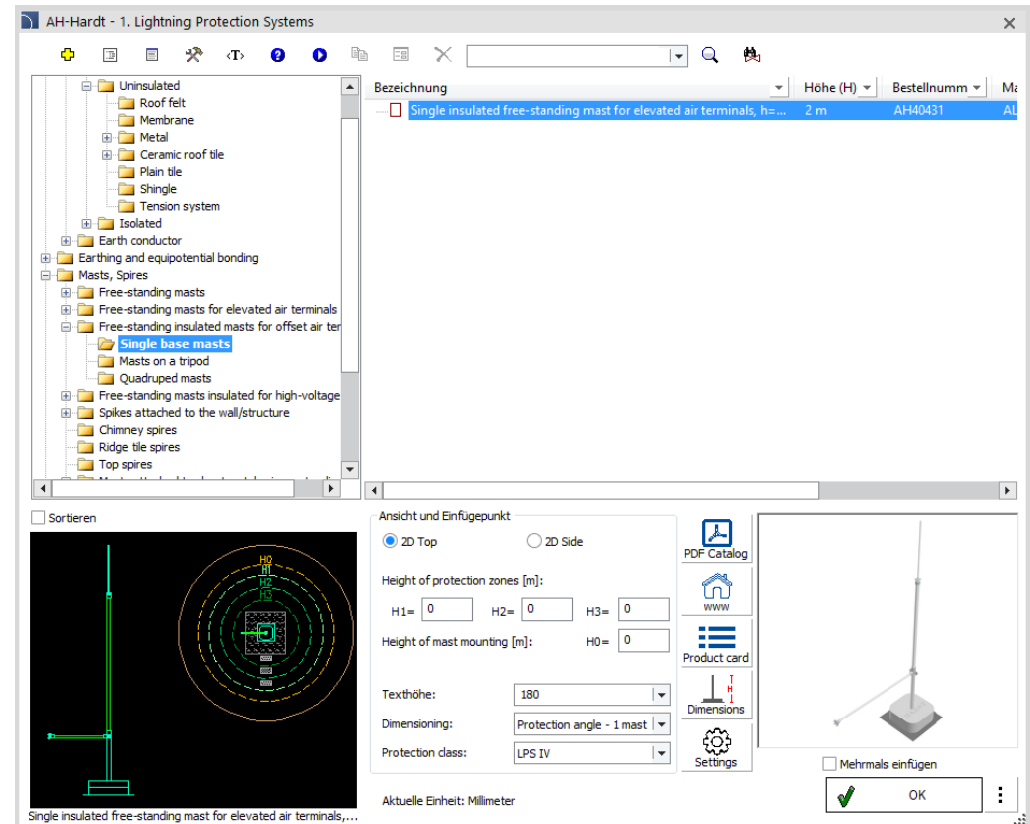 AH-Hardt - 1. Lightning Protection Systems
<T>
Uninsulated
Roof felt
Membrane
Metal
Ceramic roof tile
Plain tile
Shingle
Tension system
Isolated
Earth conductor
Earthing and equipotential bonding
Masts, Spires
Free-standing masts
Free-standing masts for elevated air terminals
Free-standing insulated masts for offset air ter
Single base masts
Masts on a tripod
Quadruped masts
Free-standing masts insulated for high-voltage
Spikes attached to the wall/structure
Chimney spires
Ridge tile spires
Top spires
Bezeichnung Höhe (H) Bestellnumm Ma
Single insulated free-standing mast for elevated air terminals, h=... 2 m AH40431 AL
Sortieren
H0
H1
H2
H3
Single insulated free-standing mast for elevated air terminals,...
Ansicht und Einfügepunkt
2D Top 2D Side
Height of protection zones [m]:
H1= 0 H2= 0 H3= 0
Height of mast mounting [m]: H0= 0
Texthöhe: 180
Dimensioning: Protection angle - 1 mast
Protection class: LPS IV
Aktuelle Einheit: Millimeter
PDF Catalog
www
Product card
H
Dimensions
Settings
Mehrmals einfügen
OK